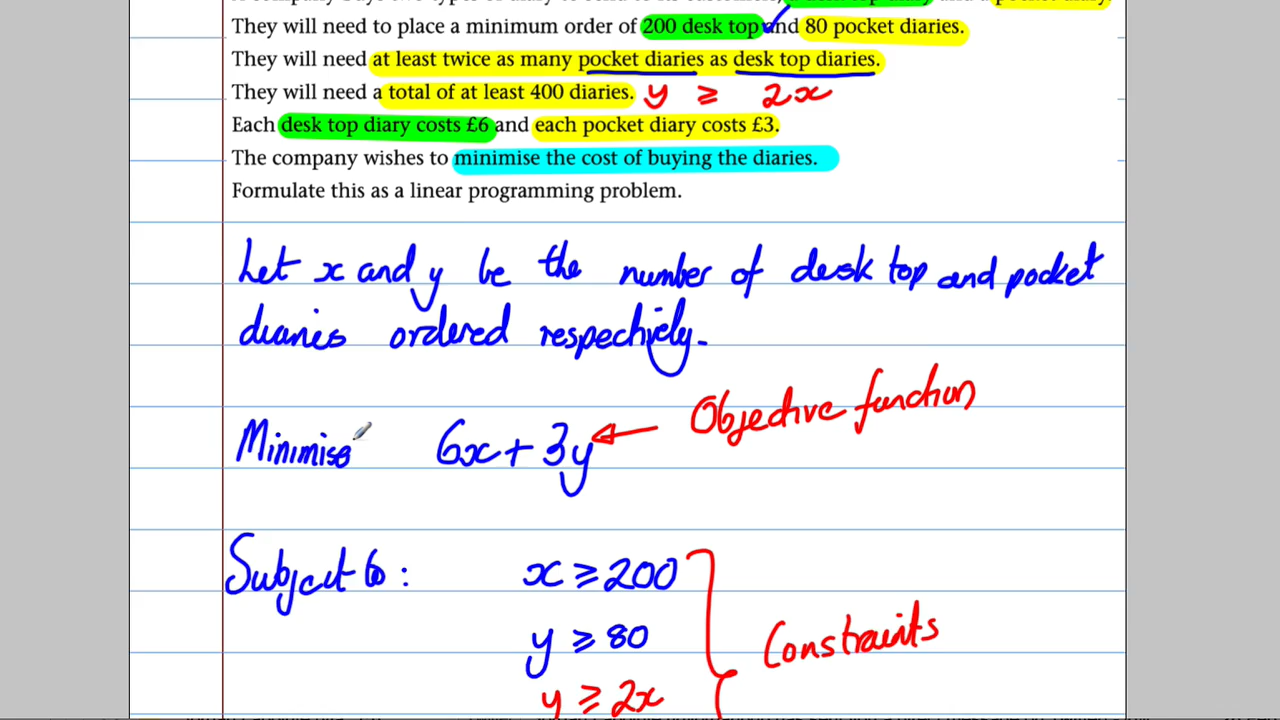 They will need to place a minimum order of 200 desk top and 80 pocket diaries.
They will need at least twice as many pocket diaries as desk top diaries.
They will need a total of at least 400 diaries. y ⩾ 2x
Each desk top diary costs £6 and each pocket diary costs £3.
The company wishes to minimise the cost of buying the diaries.
Formulate this as a linear programming problem.
Let x and y be the number of desk top and pocket
diaries ordered respectively.
Objective function
Minimise 6x + 3y
Subject to : x ⩾ 200
y ⩾ 80
Constraints
y ⩾ 2x